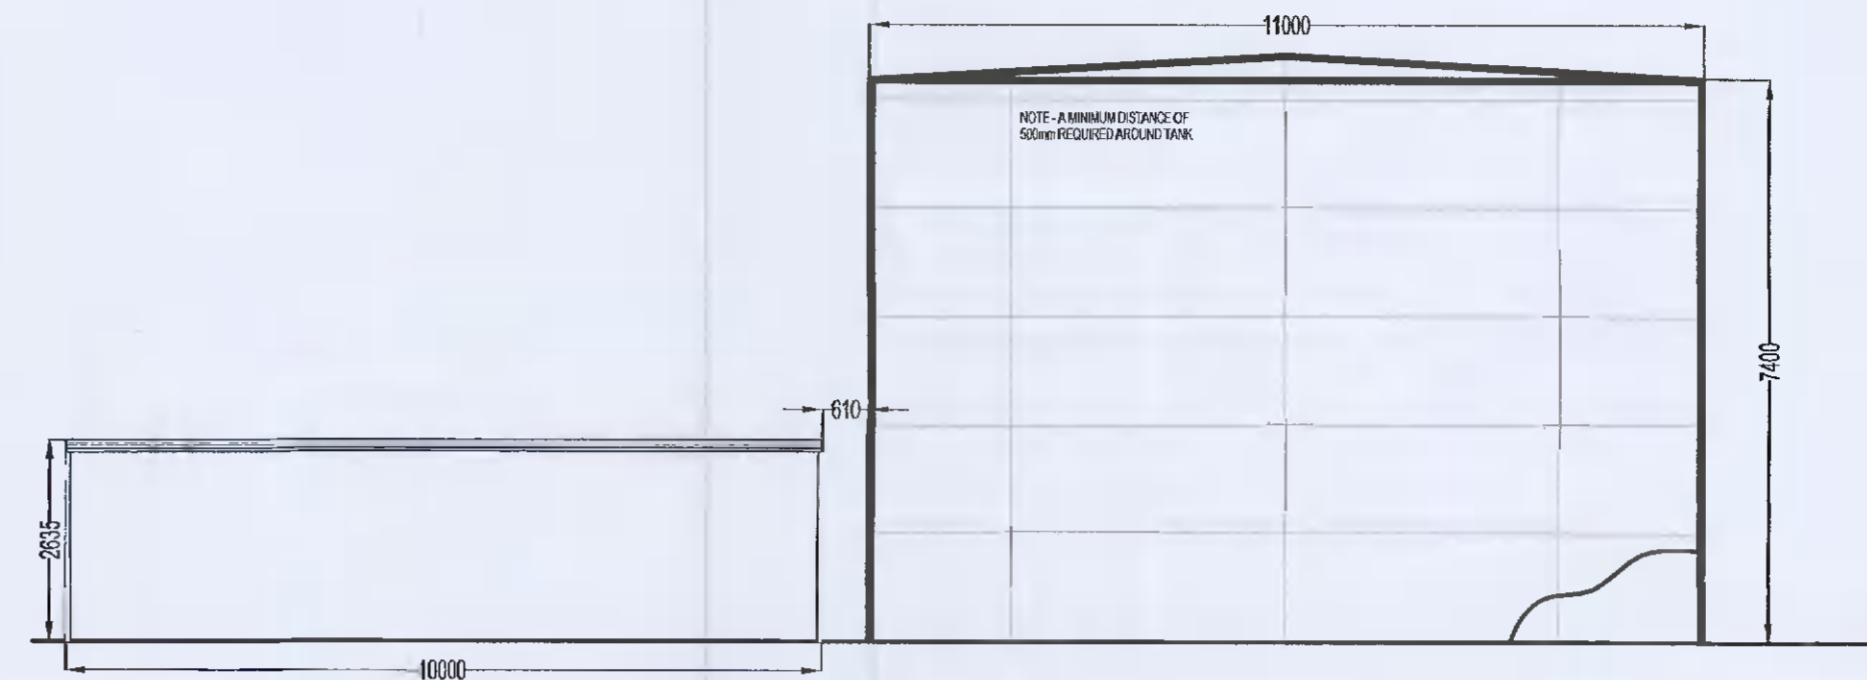 11000
NOTE - A MINIMUM DISTANCE OF
500mm REQUIRED AROUND TANK
7400
610
2635
10000